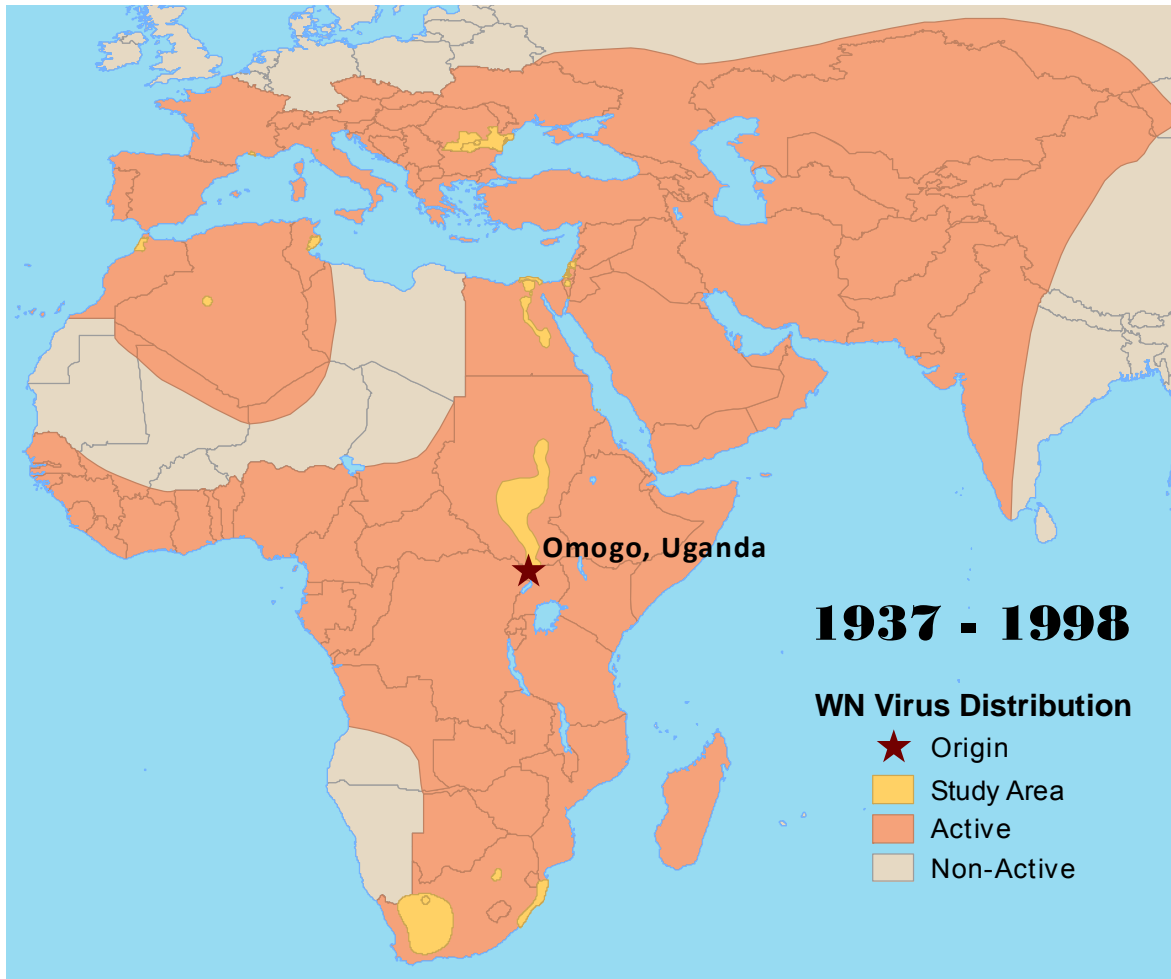 Omogo, Uganda
1937 - 1998
WN Virus Distribution
Origin
Study Area
Active
Non-Active